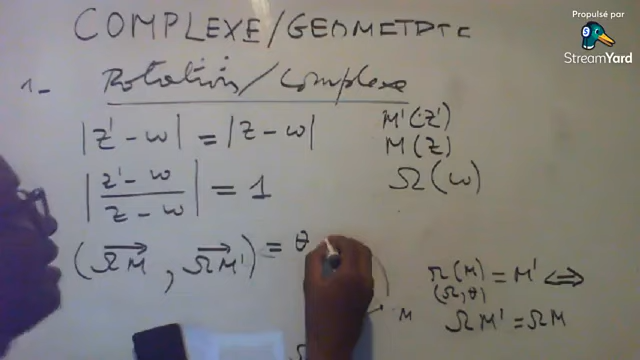 Propulsé par
StreamYard
COMPLEXE/GEOMETRIE
1- Rotation/Complexe
|z' - ω| = |z - ω|
M'(z')
M(z)
Ω(ω)
|z' - ω / z - ω| = 1
(ΩM, ΩM') = θ
R(M) = M' ⟺
(Ω,θ)
ΩM' = ΩM
M